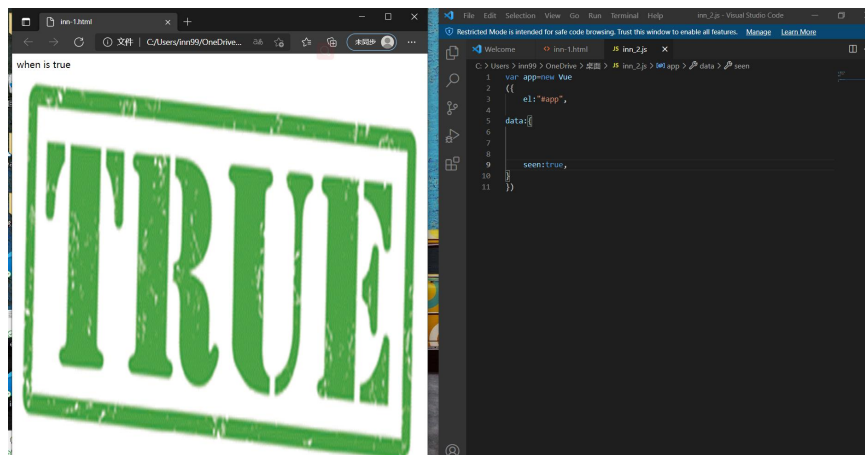 inn-1.html
文件 | C:/Users/inn99/OneDrive...
未同步
when is true
TRUE
File Edit Selection View Go Run Terminal Help
inn_2.js - Visual Studio Code
Restricted Mode is intended for safe code browsing. Trust this window to enable all features. Manage Learn More
Welcome
inn-1.html
JS inn_2.js
C: > Users > inn99 > OneDrive > 桌面 > JS inn_2.js > app > data > seen
1 var app=new Vue
2 ({
3 el:"#app",
4
5 data:{
6
7
8
9 seen:true,
10 }
11 })